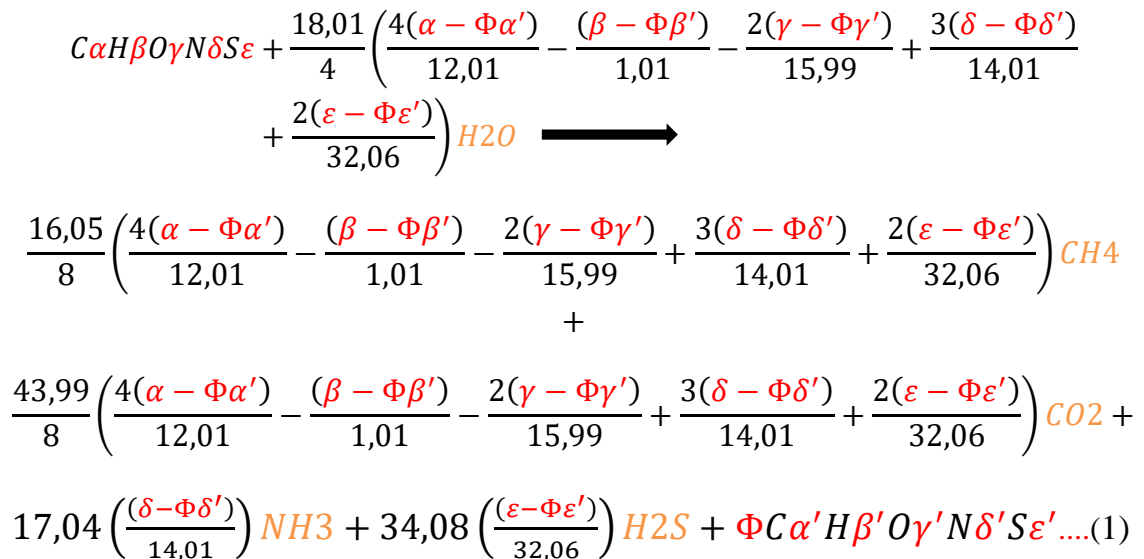 CαHβOγNδSε + 18,01/4 (4(α − Φα′)/12,01 − (β − Φβ′)/1,01 − 2(γ − Φγ′)/15,99 + 3(δ − Φδ′)/14,01
+ 2(ε − Φε′)/32,06) H2O ⟶
16,05/8 (4(α − Φα′)/12,01 − (β − Φβ′)/1,01 − 2(γ − Φγ′)/15,99 + 3(δ − Φδ′)/14,01 + 2(ε − Φε′)/32,06) CH4
+
43,99/8 (4(α − Φα′)/12,01 − (β − Φβ′)/1,01 − 2(γ − Φγ′)/15,99 + 3(δ − Φδ′)/14,01 + 2(ε − Φε′)/32,06) CO2 +
17,04 ((δ−Φδ′)/14,01) NH3 + 34,08 ((ε−Φε′)/32,06) H2S + ΦCα′Hβ′Oγ′Nδ′Sε′....(1)